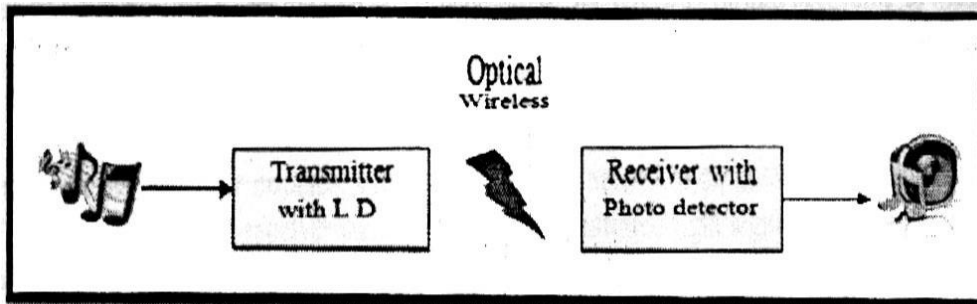 Optical
Wireless
Transmitter
with L D
Receiver with
Photo detector